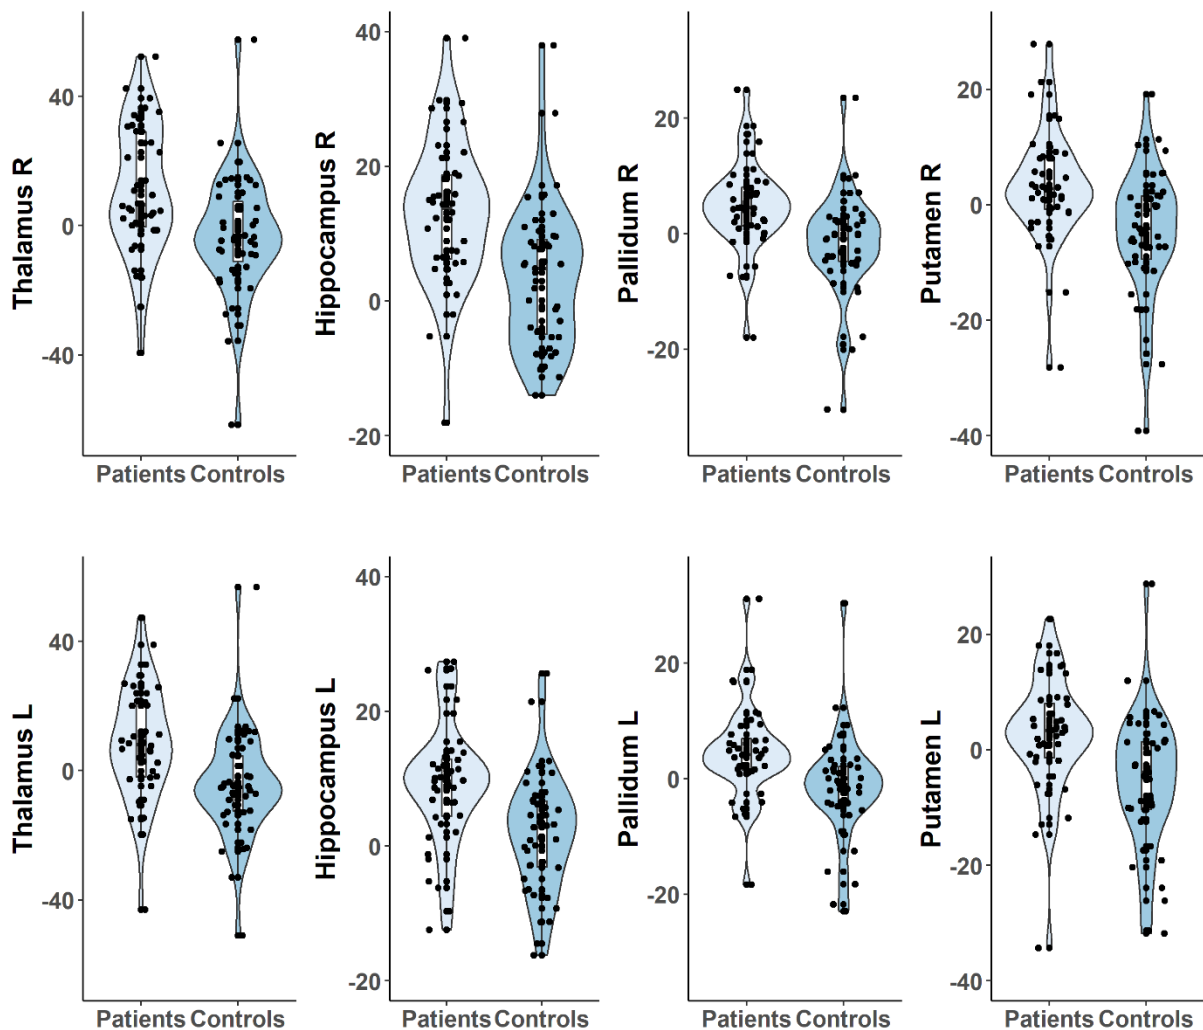 Thalamus R
40
0
-40
Patients Controls
Hippocampus R
40
20
0
-20
Patients Controls
Pallidum R
20
0
-20
Patients Controls
Putamen R
20
0
-20
-40
Patients Controls
Thalamus L
40
0
-40
Patients Controls
Hippocampus L
40
20
0
-20
Patients Controls
Pallidum L
20
0
-20
Patients Controls
Putamen L
20
0
-20
-40
Patients Controls